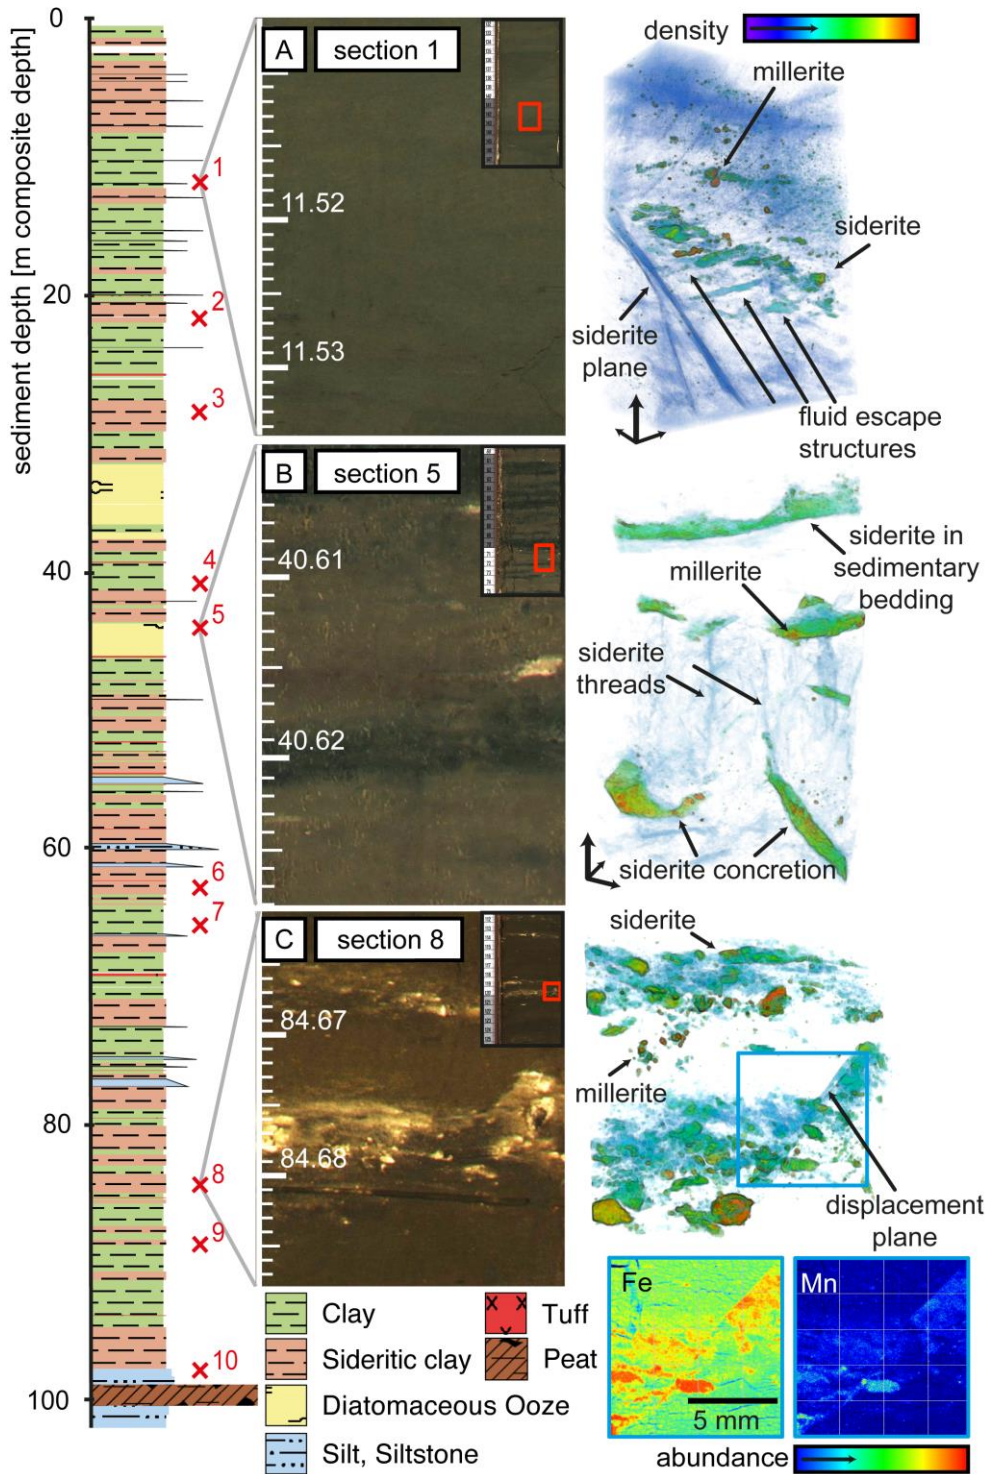 sediment depth [m composite depth]
0
20
40
60
80
100
1
2
3
4
5
6
7
8
9
10
A
section 1
11.52
11.53
B
section 5
40.61
40.62
C
section 8
84.67
84.68
density
millerite
siderite
siderite
plane
fluid escape
structures
siderite in
sedimentary
bedding
millerite
siderite
threads
siderite concretion
siderite
millerite
displacement
plane
Fe
5 mm
Mn
abundance
Clay
Sideritic clay
Diatomaceous Ooze
Silt, Siltstone
Tuff
Peat